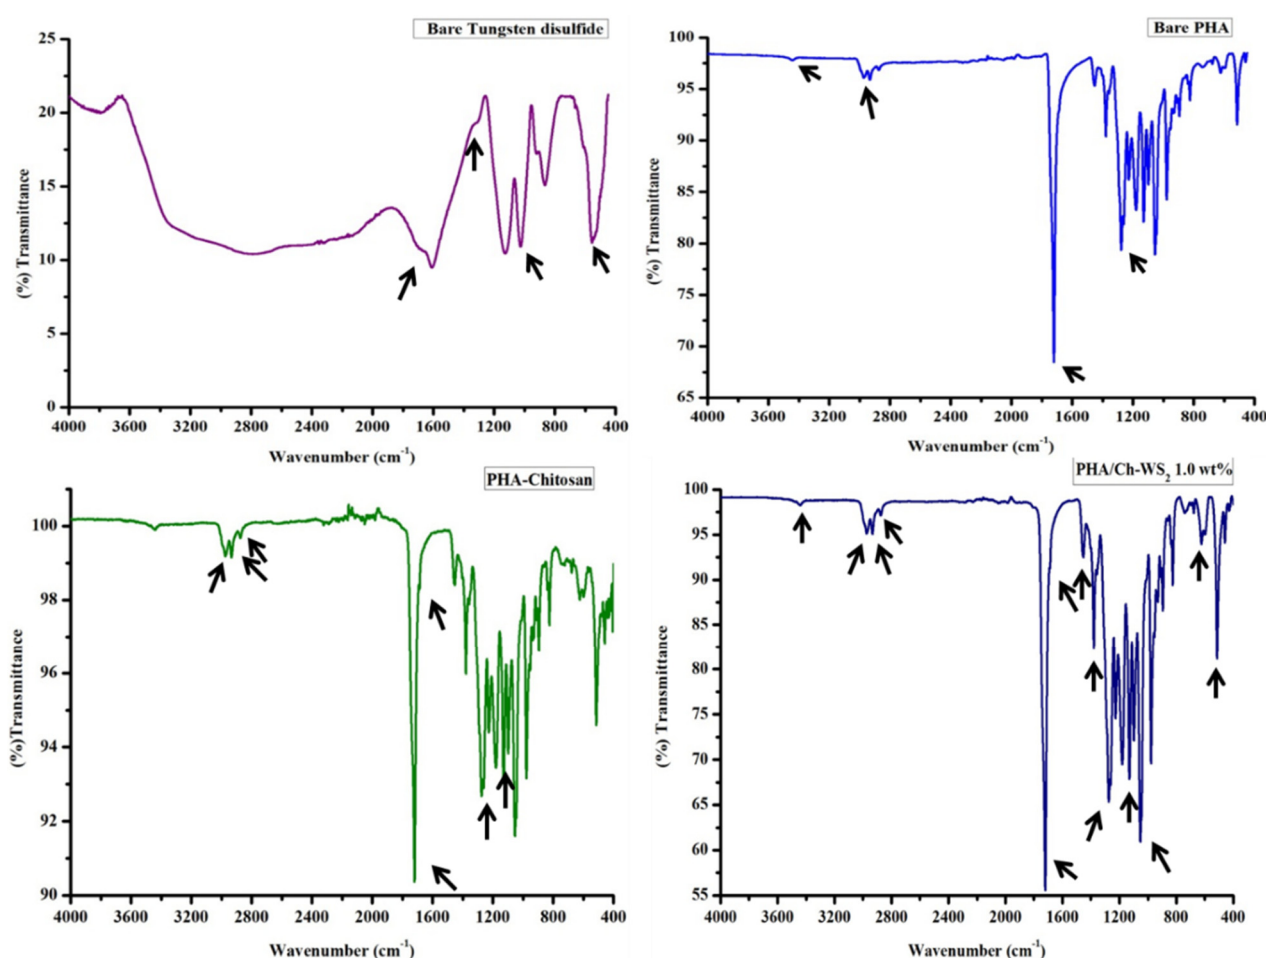 Bare Tungsten disulfide
25
20
15
10
5
0
(%) Transmittance
4000 3200 2400 1600 800 400
Wavenumber (cm-1)
Bare PHA
100
95
90
85
80
75
70
65
(%) Transmittance
4000 3600 3200 2800 2400 2000 1600 1200 800 400
Wavenumber (cm-1)
PHA-Chitosan
100
98
96
94
92
90
(%)Transmittance
4000 3600 3200 2800 2400 2000 1600 1200 800 400
Wavenumber (cm-1)
PHA/Ch-WS2 1.0 wt%
100
95
90
85
80
75
70
65
60
55
(%) Transmittance
4000 3600 3200 2800 2400 2000 1600 1200 800 400
Wavenumber (cm-1)